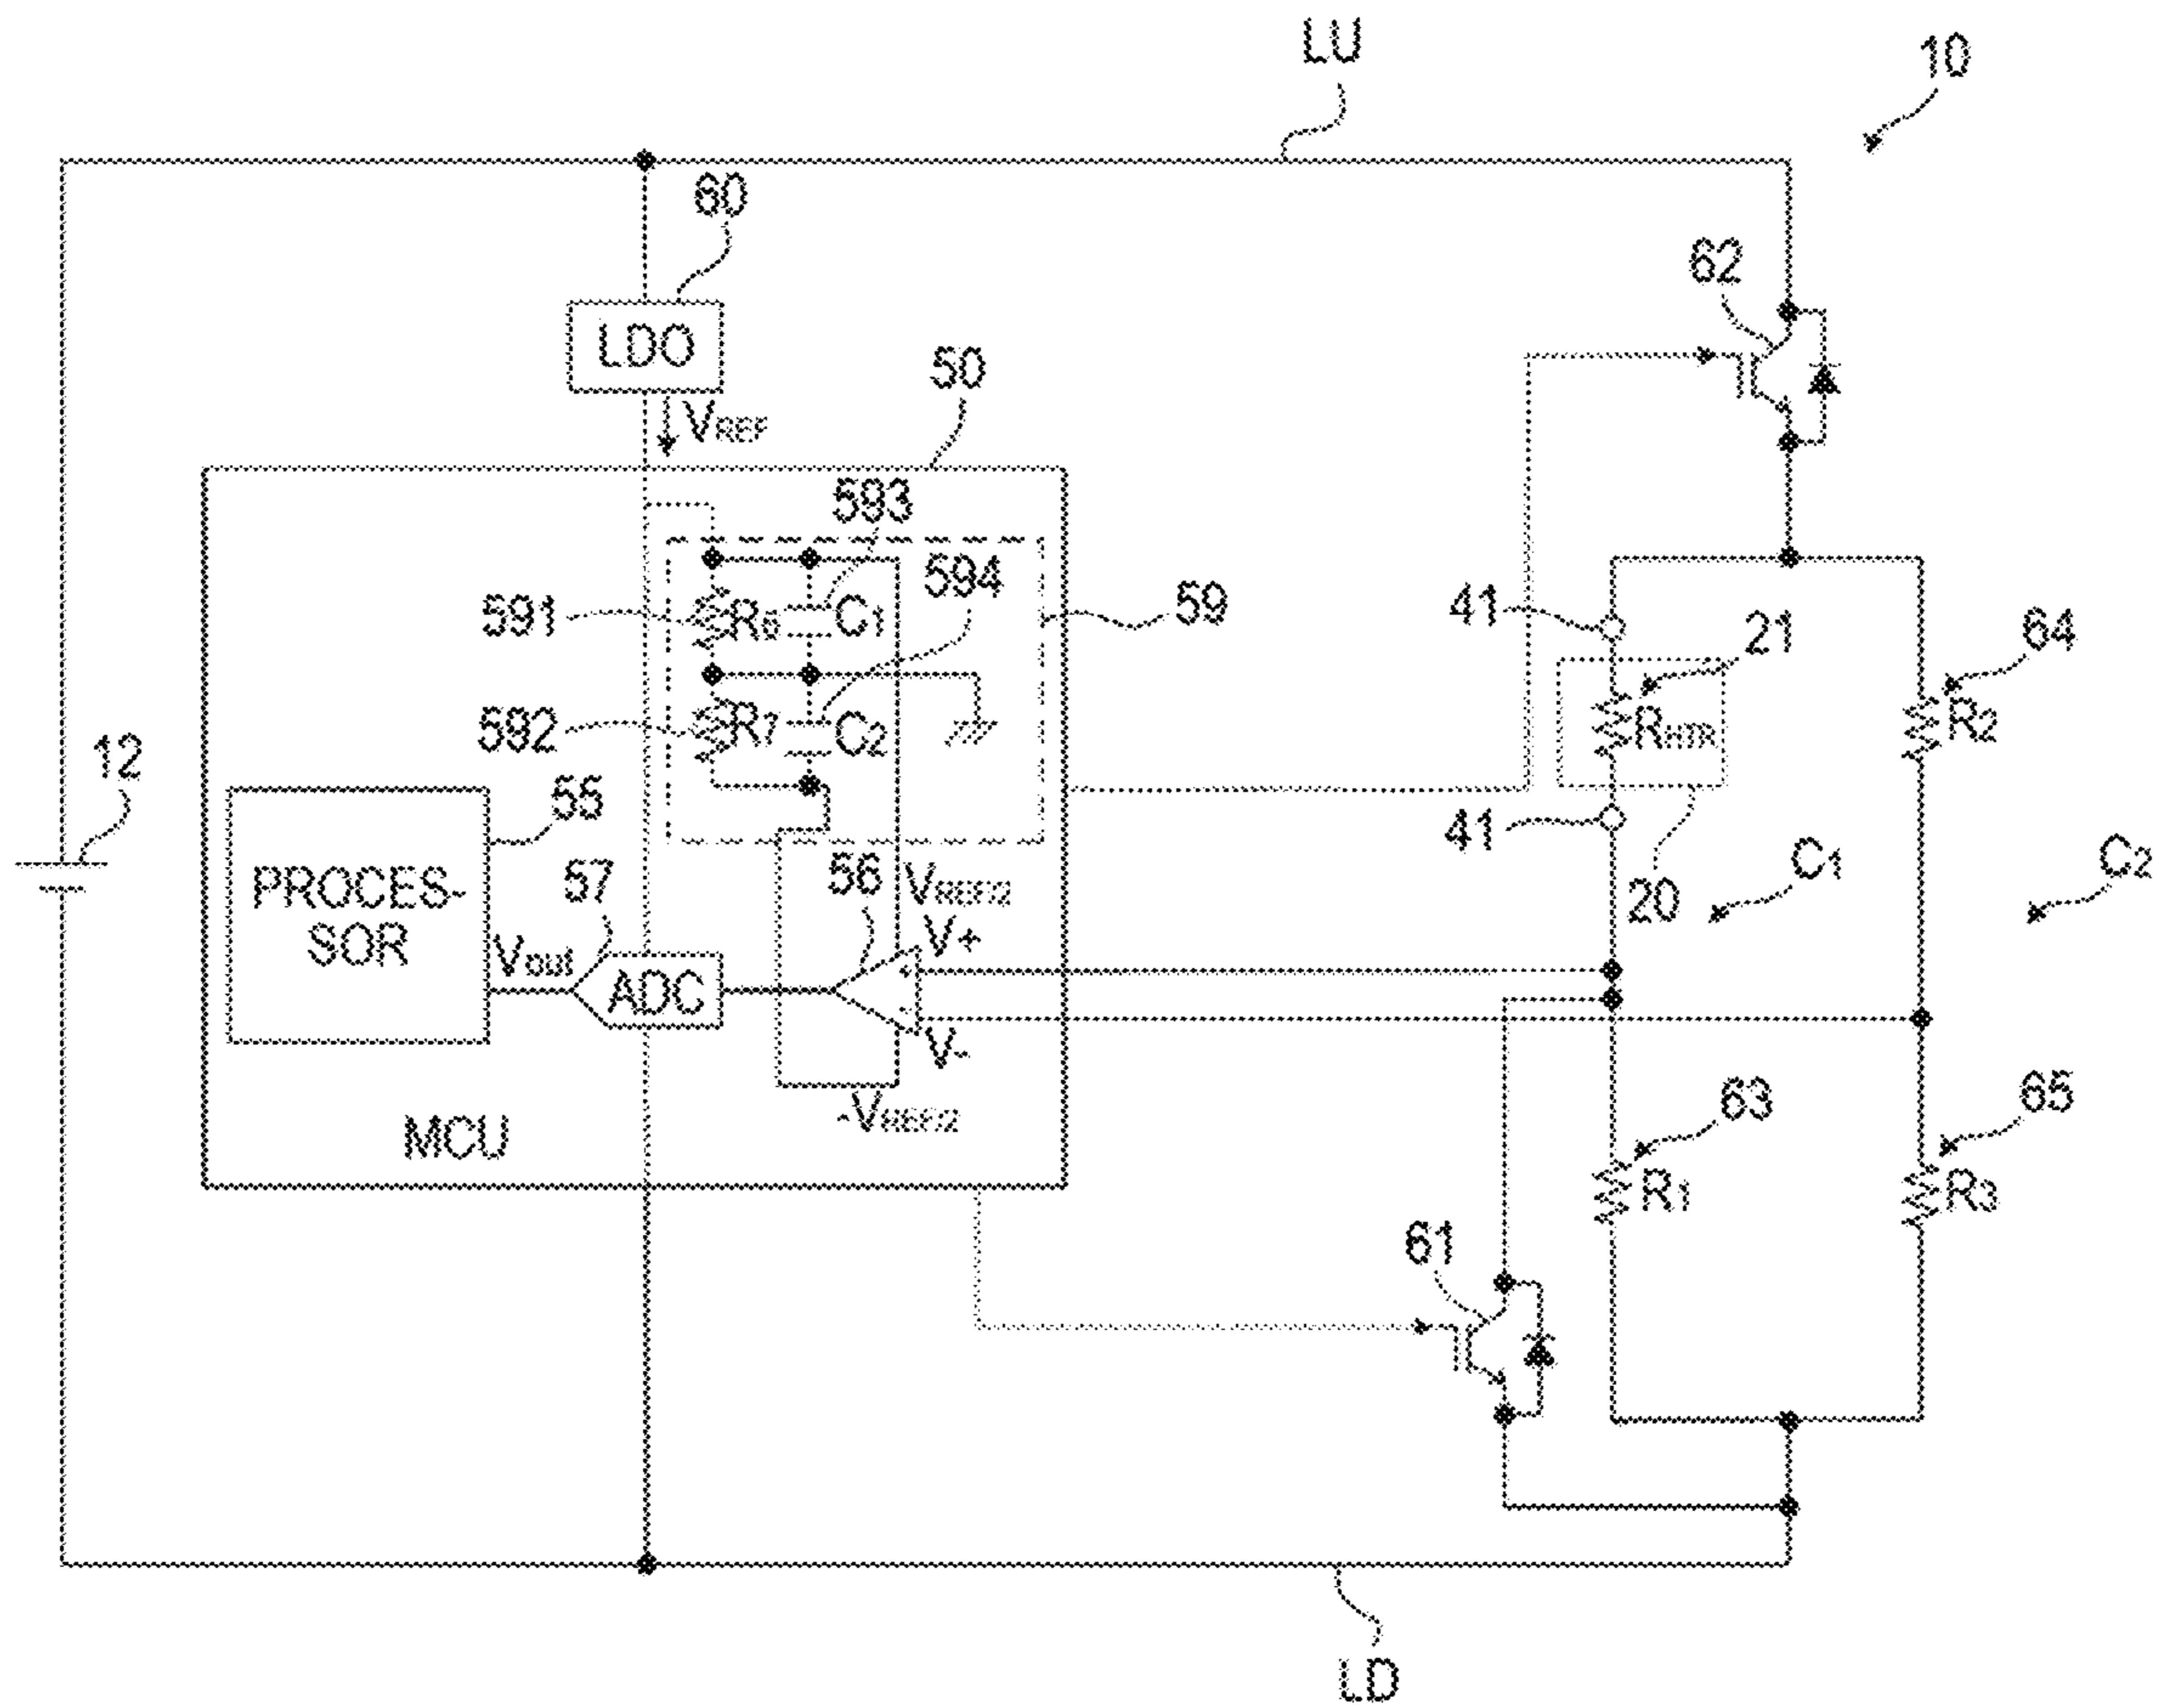 LU
10
60
62
LDO
50
VREF
593
594
591
R6
C1
59
41
21
64
592
R7
C2
RHTR
R2
12
55
41
PROCES-
SOR
57
56
VREF/2
20
C1
C2
Vout
ADC
V+
V-
-VREF/2
MCU
63
65
R1
R3
61
LD